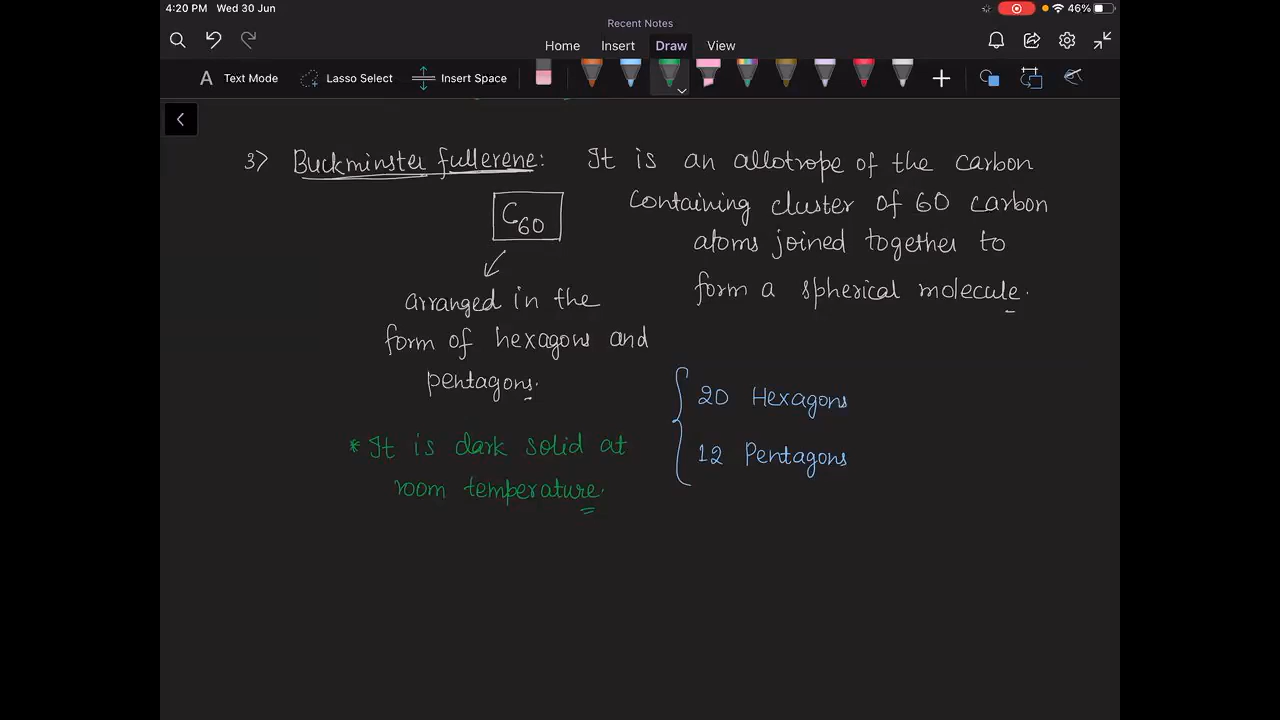 4:20 PM Wed 30 Jun
46%
Recent Notes
Home Insert Draw View
A Text Mode Lasso Select Insert Space
3> Buckminster fullerene: It is an allotrope of the carbon
containing cluster of 60 carbon
atoms joined together to
form a spherical molecule.
C60
arranged in the
form of hexagons and
pentagons.
20 Hexagons
12 Pentagons
* It is dark solid at
room temperature.